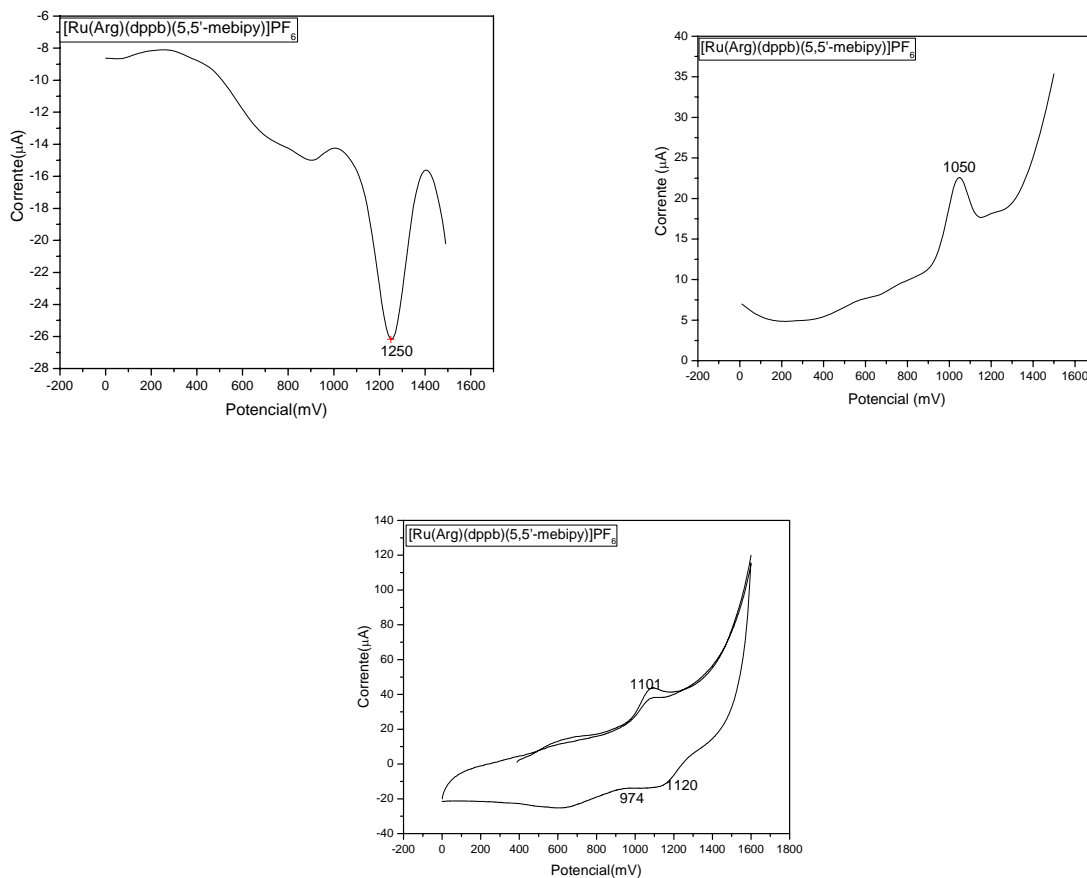 [Ru(Arg)(dppb)(5,5'-mebipy)]PF6
-6
-8
-10
-12
-14
-16
-18
-20
-22
-24
-26
-28
Corrente(μA)
1250
-200 0 200 400 600 800 1000 1200 1400 1600
Potencial(mV)
[Ru(Arg)(dppb)(5,5'-mebipy)]PF6
40
35
30
25
20
15
10
5
0
Corrente (μA)
1050
-200 0 200 400 600 800 1000 1200 1400 1600
Potencial (mV)
[Ru(Arg)(dppb)(5,5'-mebipy)]PF6
140
120
100
80
60
40
20
0
-20
-40
Corrente(μA)
1101
974 1120
-200 0 200 400 600 800 1000 1200 1400 1600 1800
Potencial(mV)